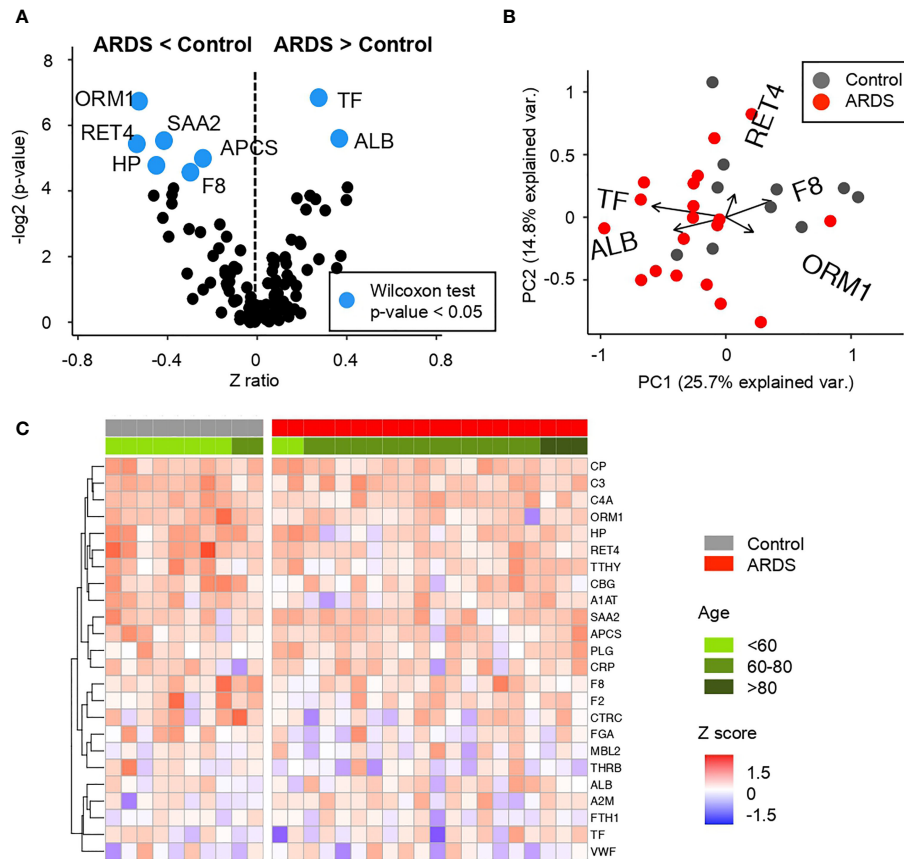 A
ARDS < Control
ARDS > Control
8
6
4
2
0
-log2 (p-value)
ORM1
RET4
SAA2
HP
APCS
F8
TF
ALB
Wilcoxon test
p-value < 0.05
-0.8
-0.4
0
0.4
0.8
Z ratio
B
Control
ARDS
1
0.5
0
-0.5
PC2 (14.8% explained var.)
RET4
F8
TF
ALB
ORM1
-1
0
1
PC1 (25.7% explained var.)
C
CP
C3
C4A
ORM1
HP
RET4
TTHY
CBG
A1AT
SAA2
APCS
PLG
CRP
F8
F2
CTRC
FGA
MBL2
THRB
ALB
A2M
FTH1
TF
VWF
Control
ARDS
Age
<60
60-80
>80
Z score
1.5
0
-1.5